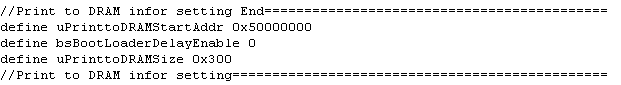 //Print to DRAM infor setting End===========================================
define uPrinttoDRAMStartAddr 0x50000000
define bsBootLoaderDelayEnable 0
define uPrinttoDRAMSize 0x300
//Print to DRAM infor setting===============================================